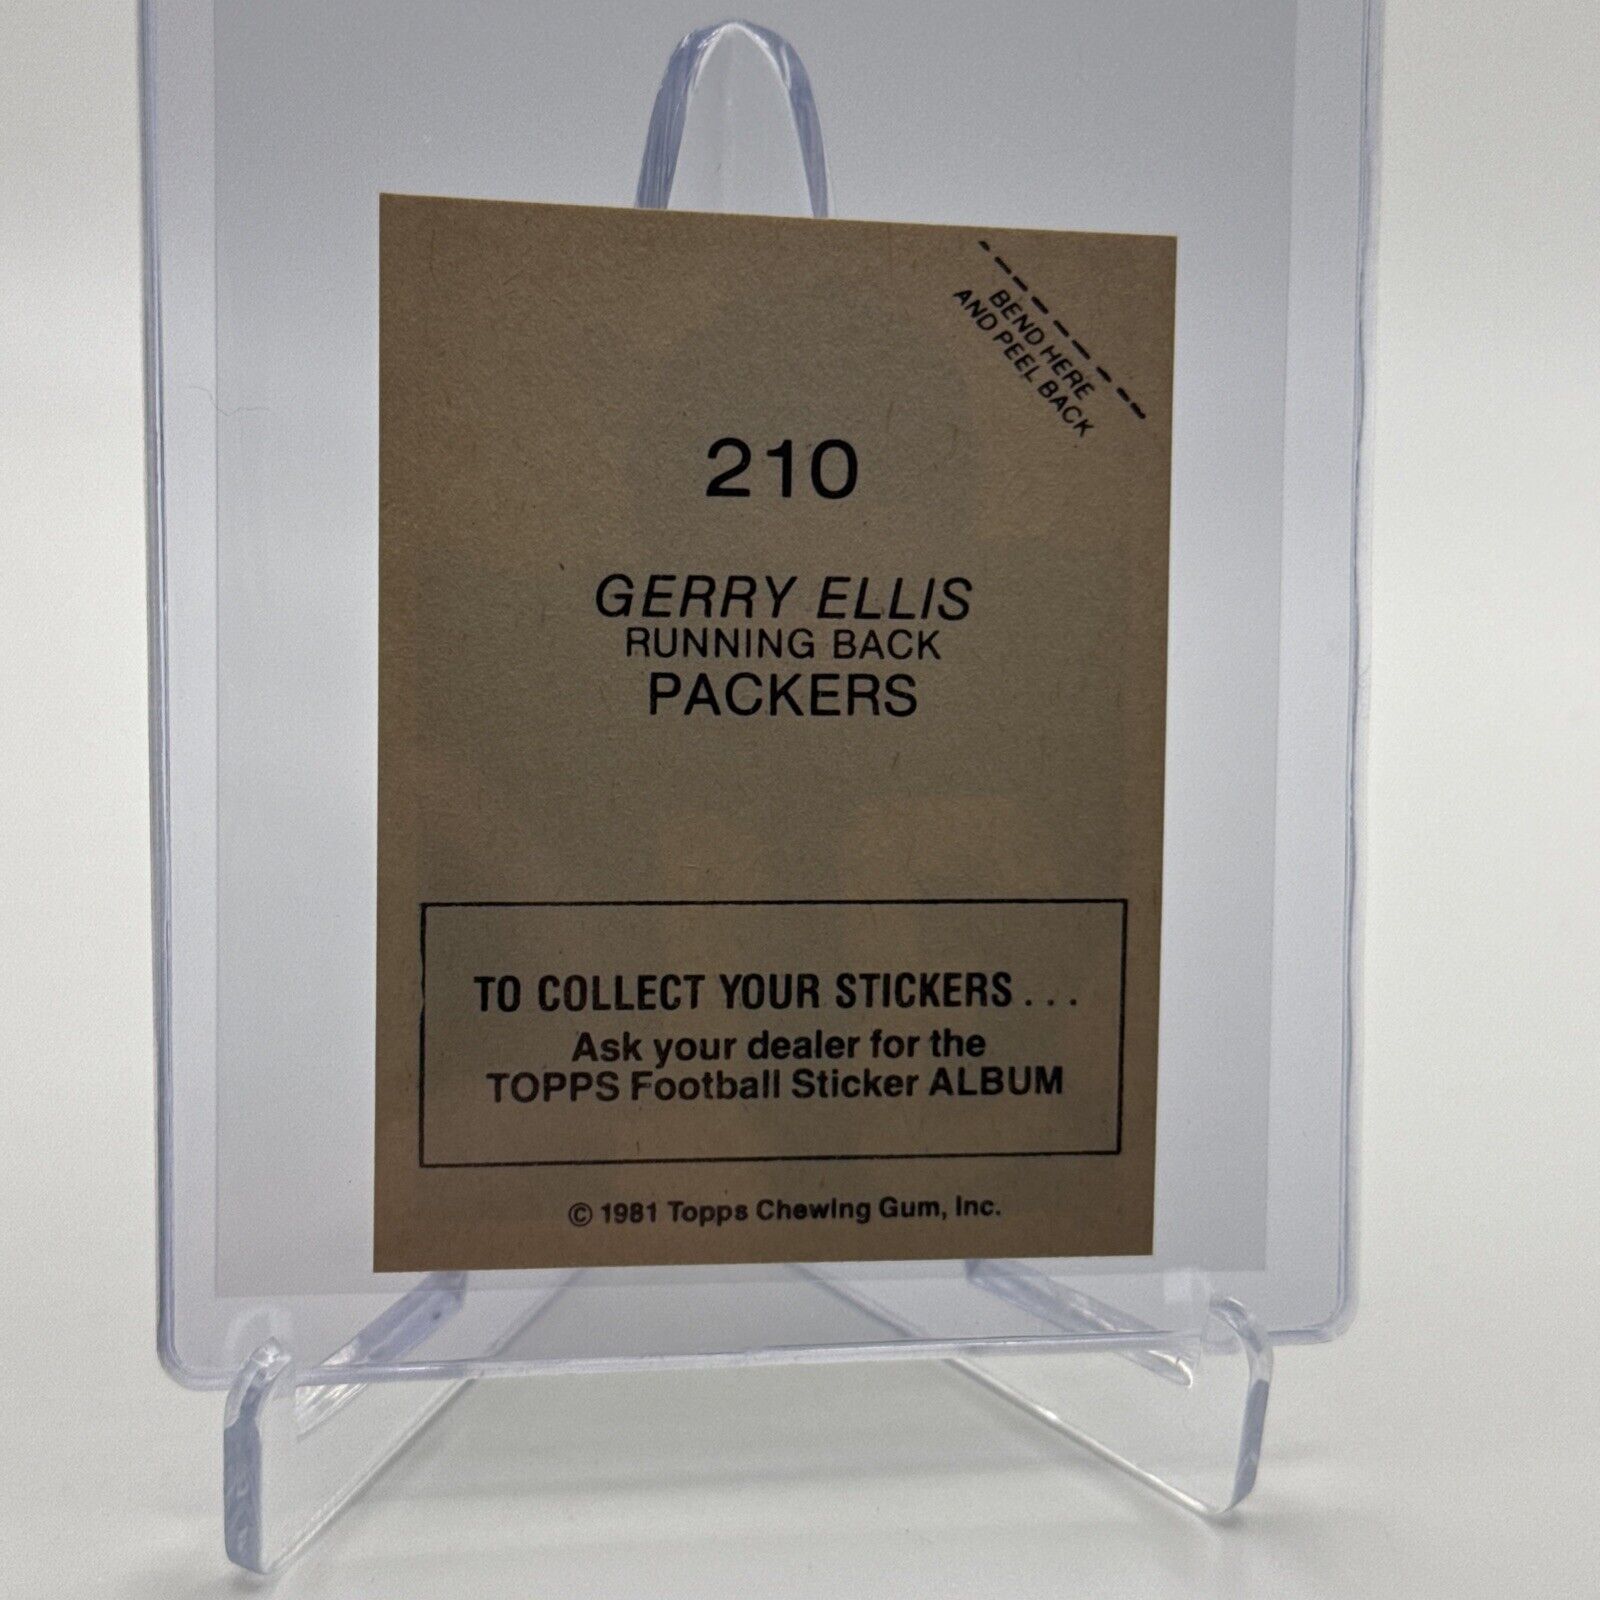 BEND HERE
AND PEEL BACK
210
GERRY ELLIS
RUNNING BACK
PACKERS
TO COLLECT YOUR STICKERS...
Ask your dealer for the
TOPPS Football Sticker ALBUM
© 1981 Topps Chewing Gum, Inc.